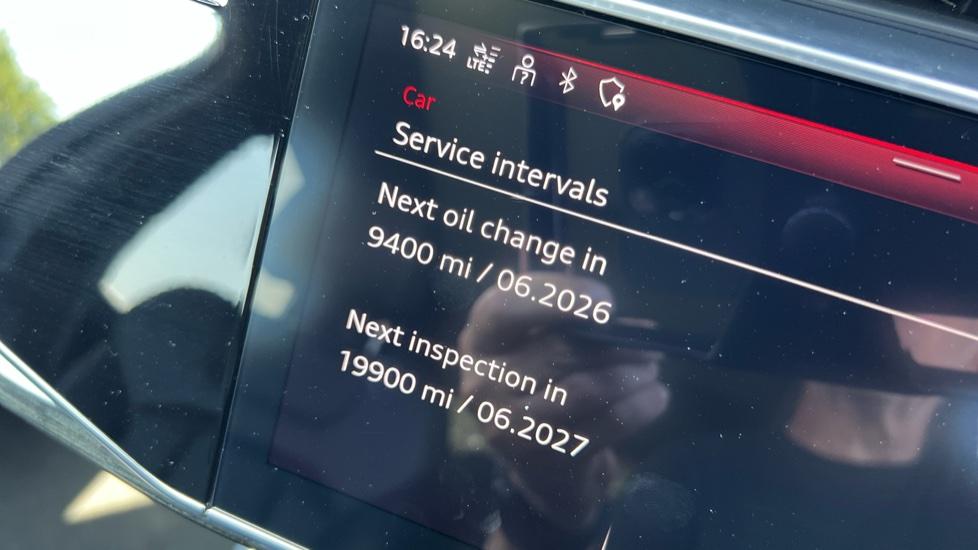 16:24 LTE ?
Car
Service intervals
Next oil change in
9400 mi / 06.2026
Next inspection in
19900 mi / 06.2027